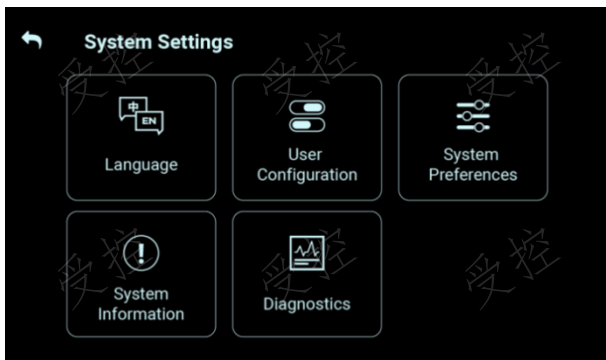 System Settings
中
EN
Language
User
Configuration
System
Preferences
System
Information
Diagnostics
受控
受控
受控
受控
受控
受控